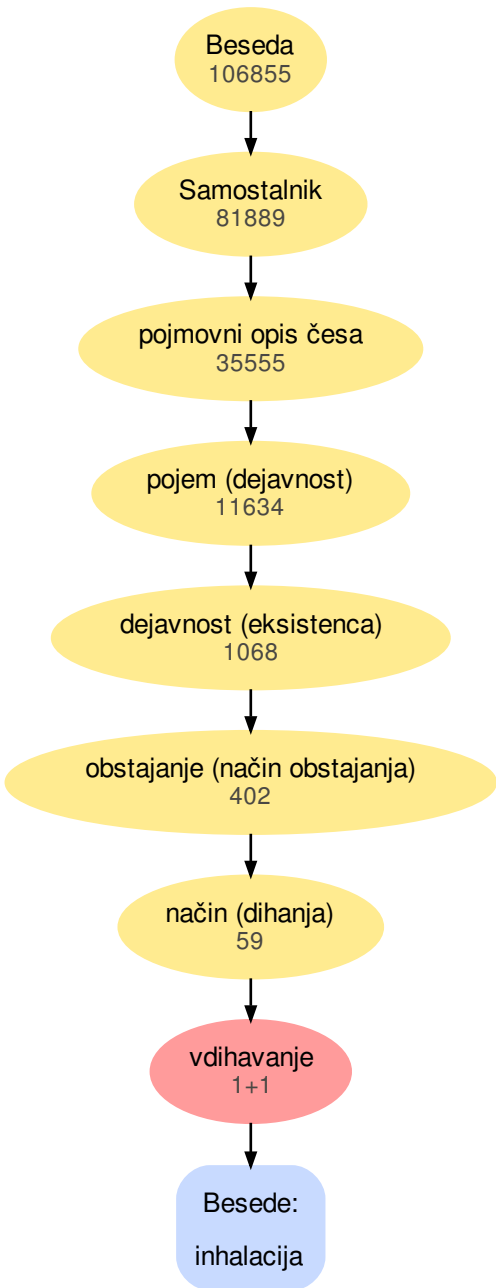 Beseda
106855
Samostalnik
81889
pojmovni opis česa
35555
pojem (dejavnost)
11634
dejavnost (eksistenca)
1068
obstajanje (način obstajanja)
402
način (dihanja)
59
vdihavanje
1+1
Besede:
inhalacija